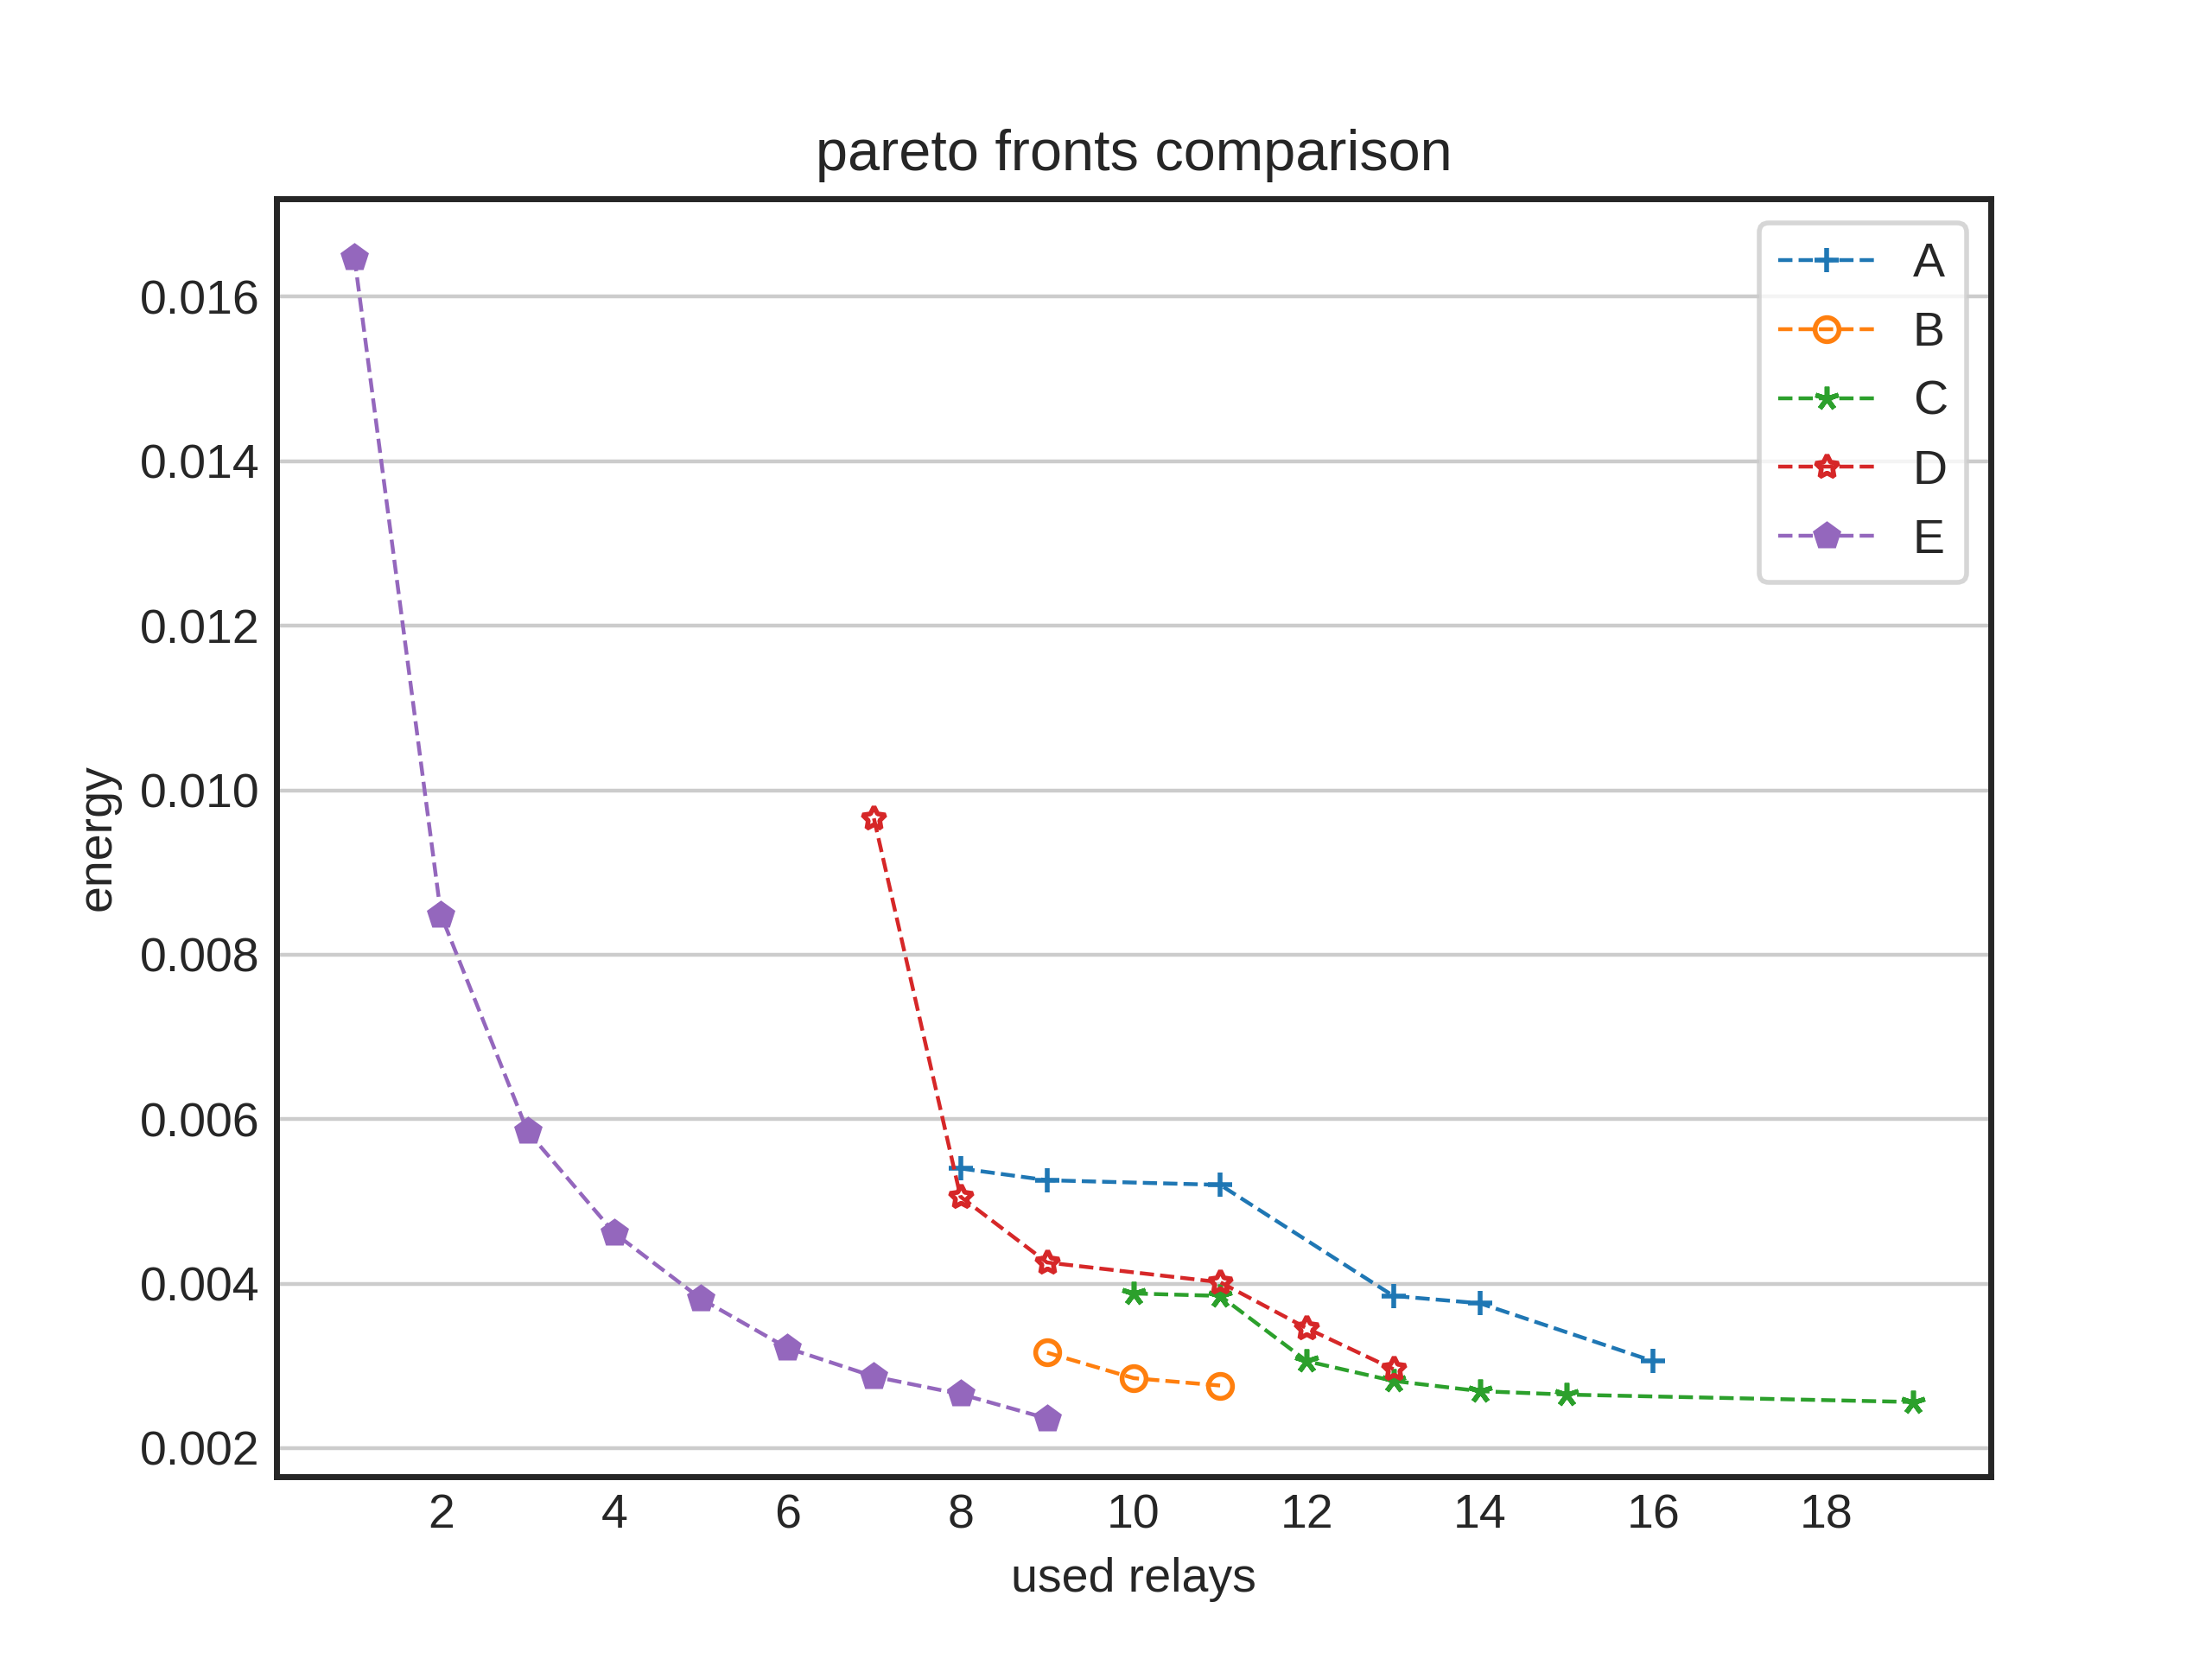 pareto fronts comparison
A
B
C
D
E
0.016
0.014
0.012
0.010
0.008
0.006
0.004
0.002
energy
2 4 6 8 10 12 14 16 18
used relays